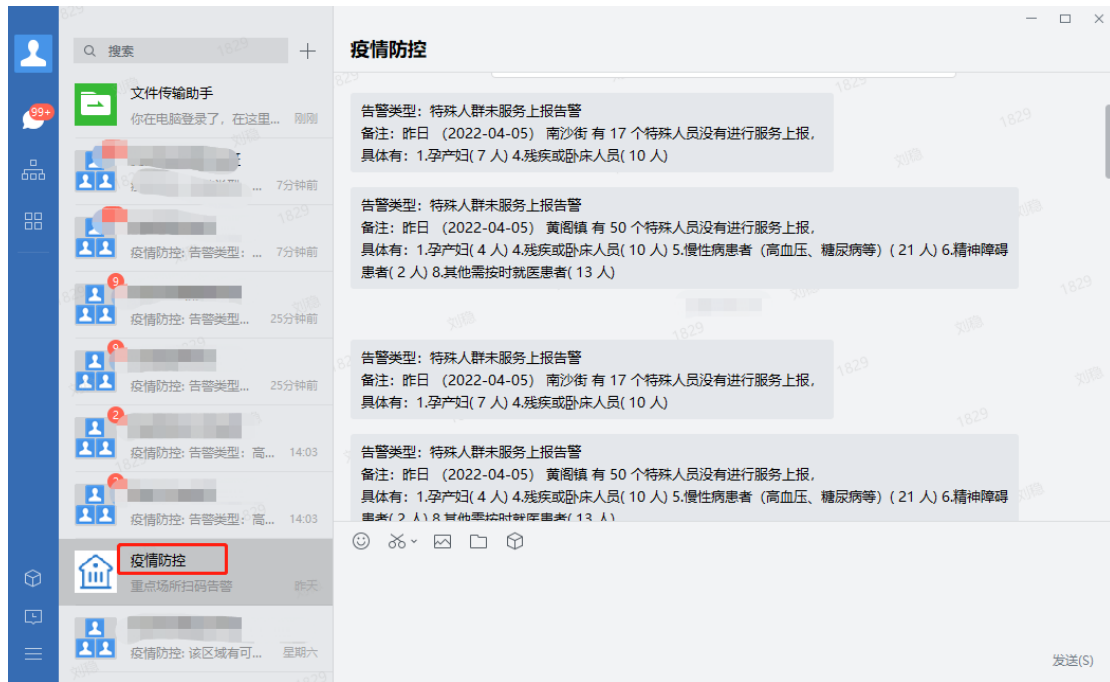 搜索
疫情防控
99+
文件传输助手
你在电脑登录了，在这里... 刚刚
... 7分钟前
疫情防控: 告警类型: ... 7分钟前
9
疫情防控: 告警类型... 25分钟前
9
疫情防控: 告警类型... 25分钟前
2
疫情防控: 告警类型: 高... 14:03
疫情防控: 告警类型: 高... 14:03
疫情防控
重点场所扫码告警 昨天
疫情防控: 该区域有可... 星期六
告警类型：特殊人群未服务上报告警
备注：昨日 （2022-04-05） 南沙街 有 17 个特殊人员没有进行服务上报，
具体有：1.孕产妇( 7 人) 4.残疾或卧床人员( 10 人)
告警类型：特殊人群未服务上报告警
备注：昨日 （2022-04-05） 黄阁镇 有 50 个特殊人员没有进行服务上报，
具体有：1.孕产妇( 4 人) 4.残疾或卧床人员( 10 人) 5.慢性病患者（高血压、糖尿病等）( 21 人) 6.精神障碍
患者( 2 人) 8.其他需按时就医患者( 13 人)
告警类型：特殊人群未服务上报告警
备注：昨日 （2022-04-05） 南沙街 有 17 个特殊人员没有进行服务上报，
具体有：1.孕产妇( 7 人) 4.残疾或卧床人员( 10 人)
告警类型：特殊人群未服务上报告警
备注：昨日 （2022-04-05） 黄阁镇 有 50 个特殊人员没有进行服务上报，
具体有：1.孕产妇( 4 人) 4.残疾或卧床人员( 10 人) 5.慢性病患者（高血压、糖尿病等）( 21 人) 6.精神障碍
患者( 2 人) 8.其他需按时就医患者( 13 人)
发送(S)
刘稳
1829